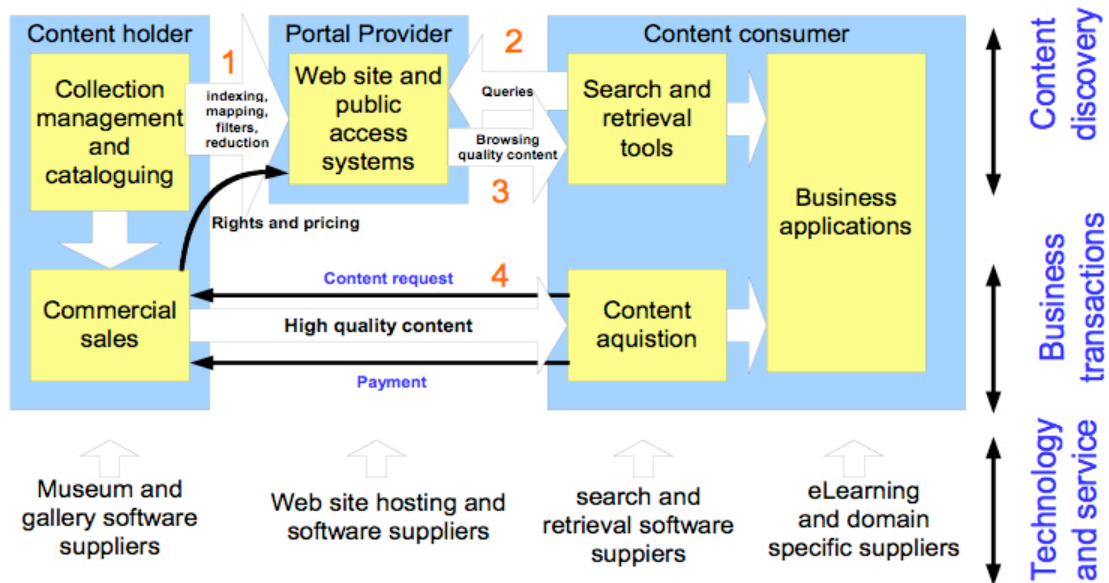 Content holder
Portal Provider
Content consumer
Collection
management
and
cataloguing
1
indexing,
mapping,
filters,
reduction
Web site and
public
access
systems
2
Queries
Browsing
quality content
3
Search and
retrieval
tools
Business
applications
Rights and pricing
Commercial
sales
Content request
4
High quality content
Payment
Content
aquistion
Content
discovery
Business
transactions
Technology
and service
Museum and
gallery software
suppliers
Web site hosting and
software suppliers
search and
retrieval software
suppiers
eLearning
and domain
specific suppliers